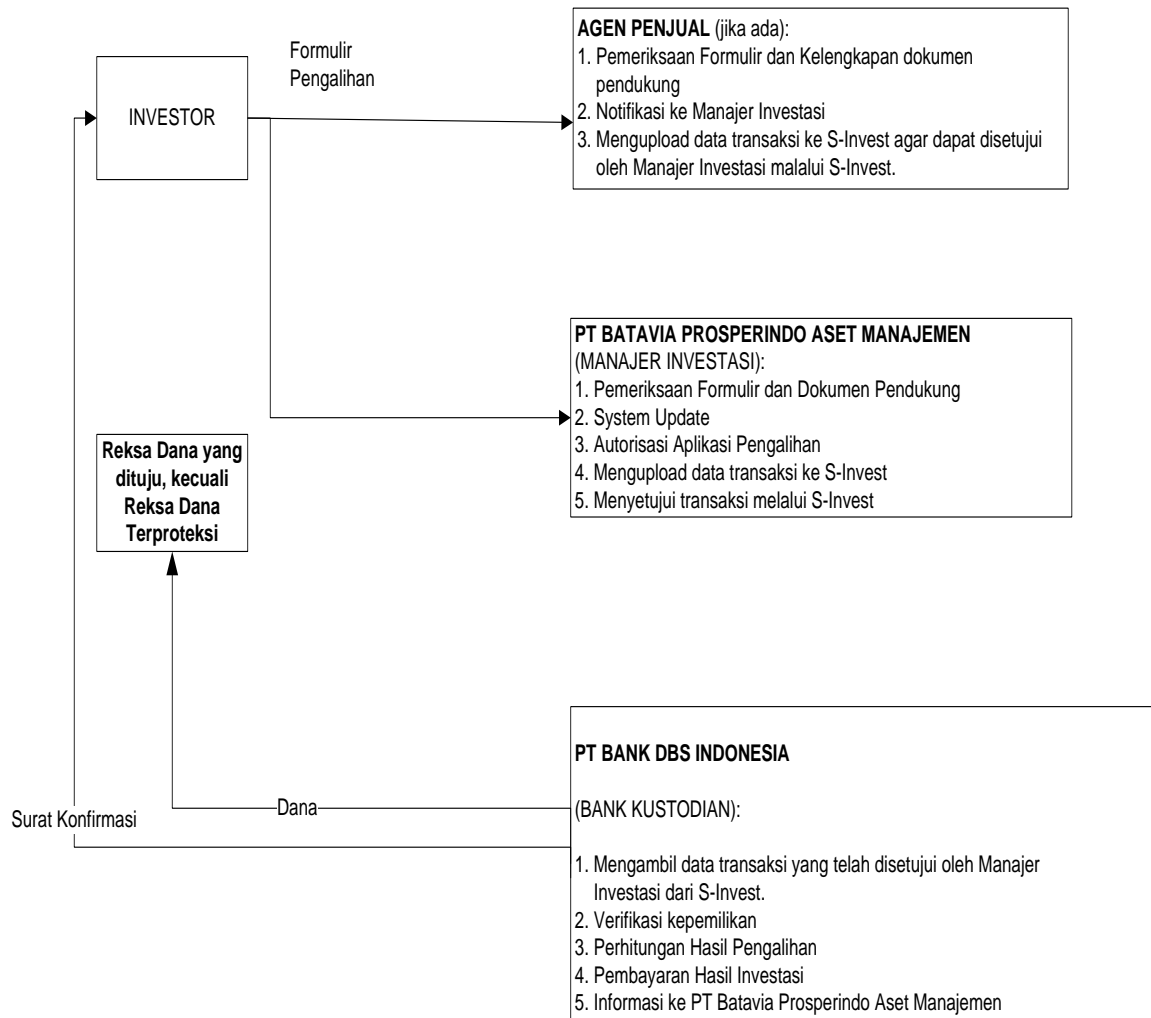 Formulir
Pengalihan
INVESTOR
AGEN PENJUAL (jika ada):
1. Pemeriksaan Formulir dan Kelengkapan dokumen
pendukung
2. Notifikasi ke Manajer Investasi
3. Mengupload data transaksi ke S-Invest agar dapat disetujui
oleh Manajer Investasi malalui S-Invest.
PT BATAVIA PROSPERINDO ASET MANAJEMEN
(MANAJER INVESTASI):
1. Pemeriksaan Formulir dan Dokumen Pendukung
2. System Update
3. Autorisasi Aplikasi Pengalihan
4. Mengupload data transaksi ke S-Invest
5. Menyetujui transaksi melalui S-Invest
Reksa Dana yang
dituju, kecuali
Reksa Dana
Terproteksi
Dana
Surat Konfirmasi
PT BANK DBS INDONESIA
(BANK KUSTODIAN):
1. Mengambil data transaksi yang telah disetujui oleh Manajer
Investasi dari S-Invest.
2. Verifikasi kepemilikan
3. Perhitungan Hasil Pengalihan
4. Pembayaran Hasil Investasi
5. Informasi ke PT Batavia Prosperindo Aset Manajemen